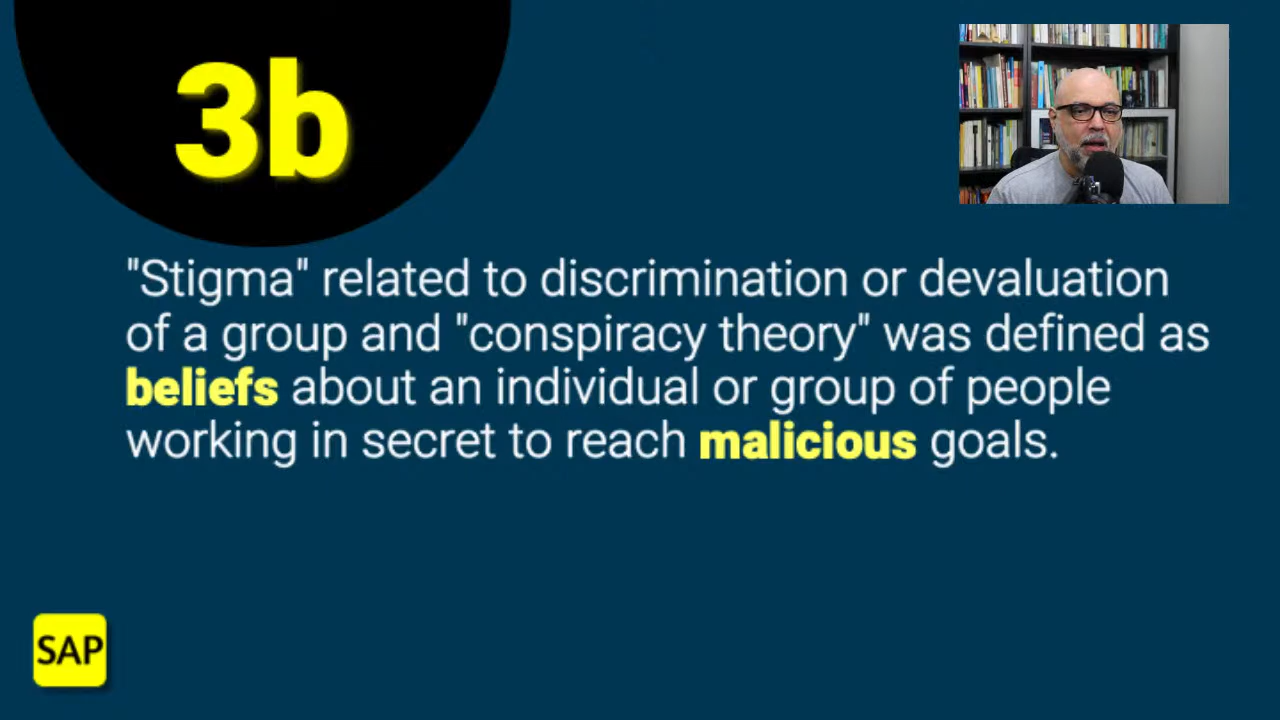 3b
"Stigma" related to discrimination or devaluation
of a group and "conspiracy theory" was defined as
beliefs about an individual or group of people
working in secret to reach malicious goals.
SAP